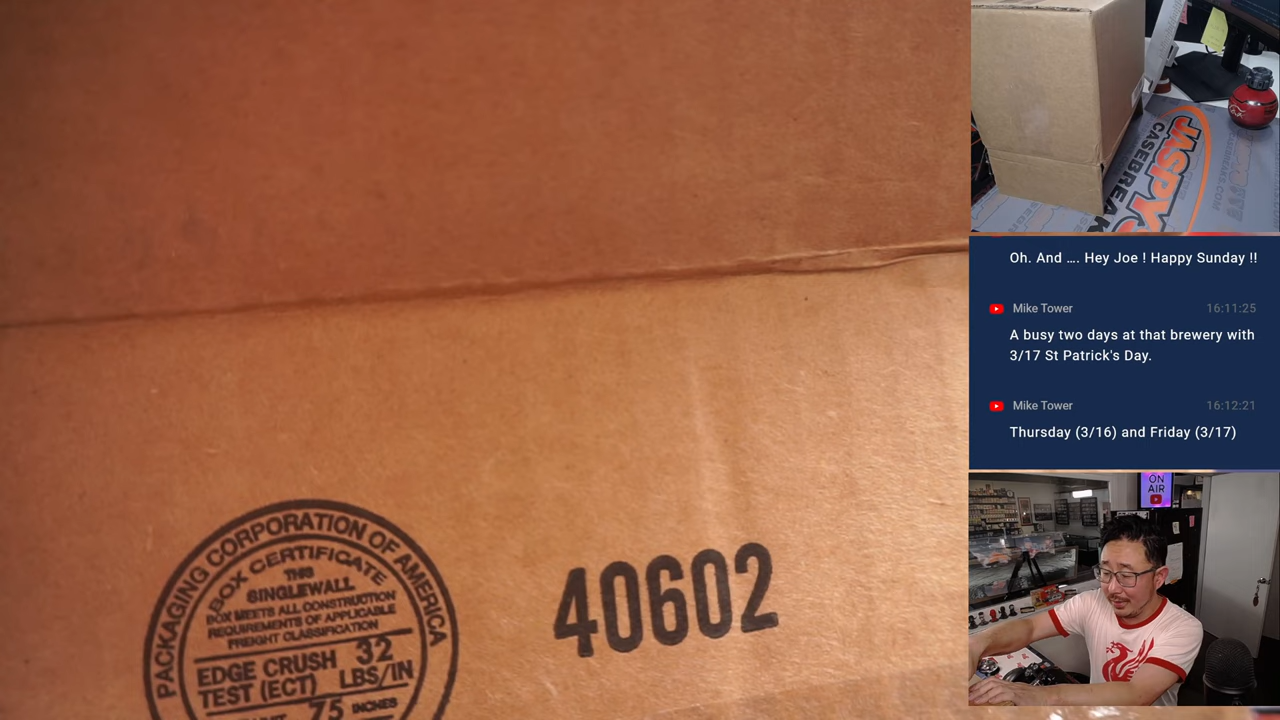 PACKAGING CORPORATION OF AMERICA
BOX CERTIFICATE
THIS
SINGLEWALL
BOX MEETS ALL CONSTRUCTION
REQUIREMENTS OF APPLICABLE
FREIGHT CLASSIFICATION
EDGE CRUSH 32
TEST (ECT) LBS/IN
75 INCHES
40602
JASPY'S
CASEBREAKS
Oh. And .... Hey Joe ! Happy Sunday !!
Mike Tower 16:11:25
A busy two days at that brewery with
3/17 St Patrick's Day.
Mike Tower 16:12:21
Thursday (3/16) and Friday (3/17)
ON
AIR